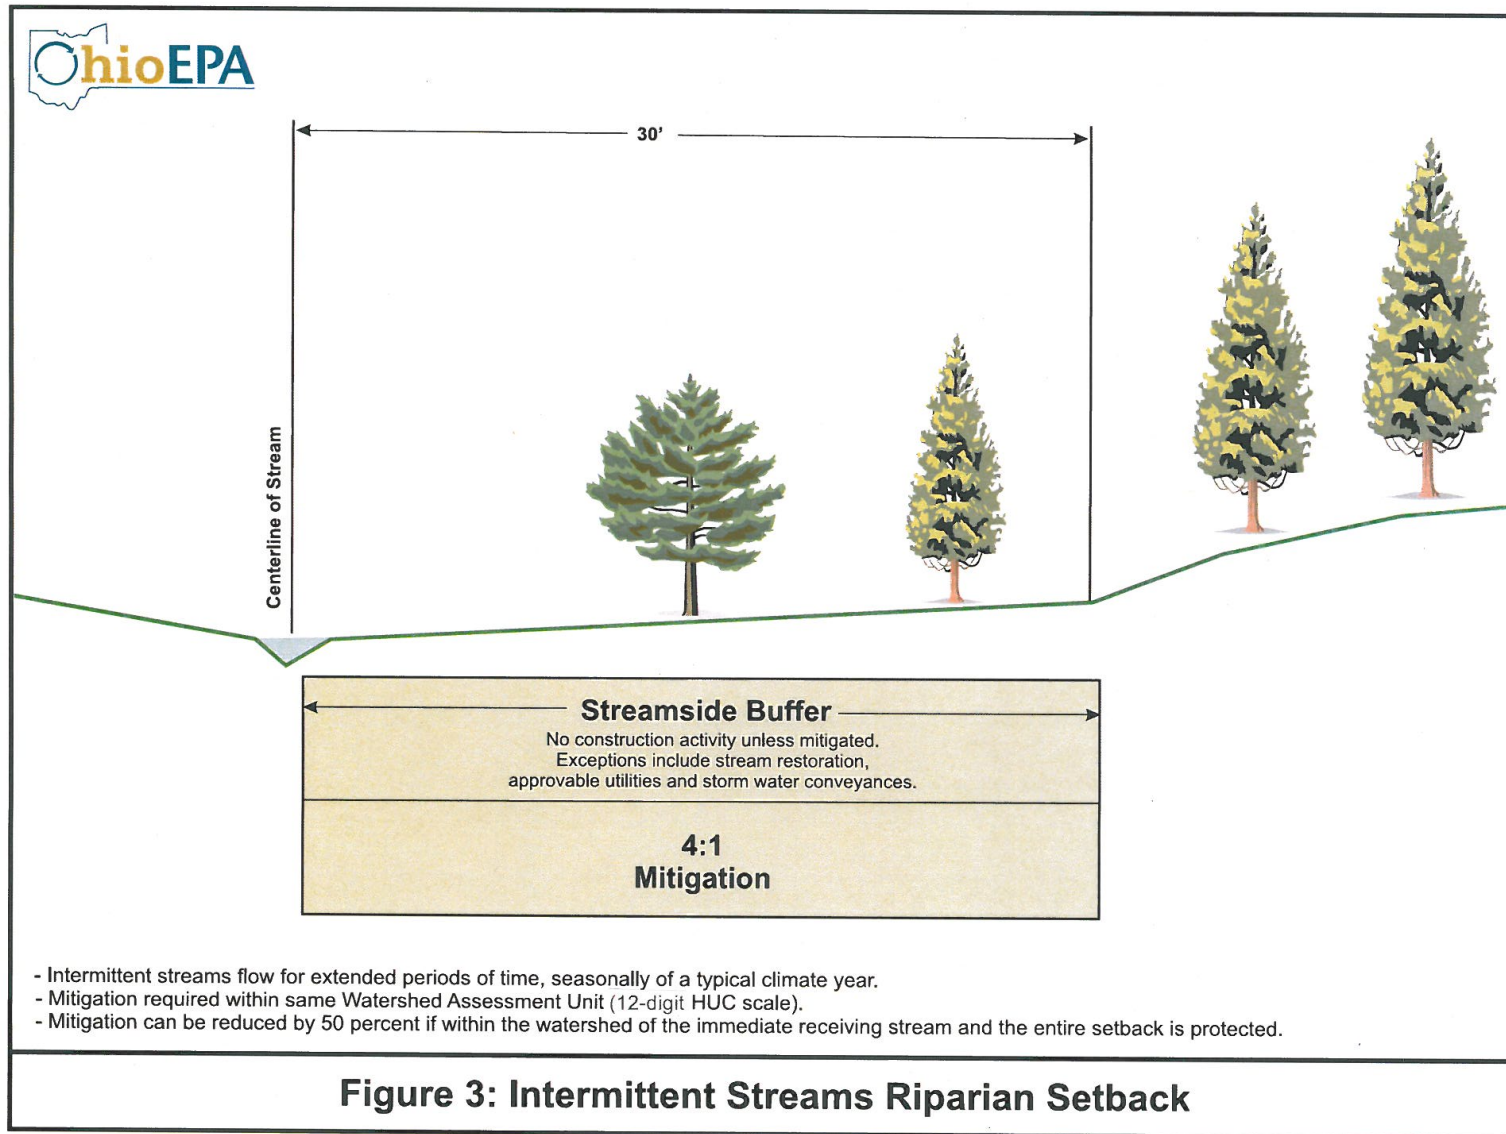 OhioEPA
30'
Centerline of Stream
Streamside Buffer
No construction activity unless mitigated.
Exceptions include stream restoration,
approvable utilities and storm water conveyances.
4:1
Mitigation
- Intermittent streams flow for extended periods of time, seasonally of a typical climate year.
- Mitigation required within same Watershed Assessment Unit (12-digit HUC scale).
- Mitigation can be reduced by 50 percent if within the watershed of the immediate receiving stream and the entire setback is protected.
Figure 3: Intermittent Streams Riparian Setback